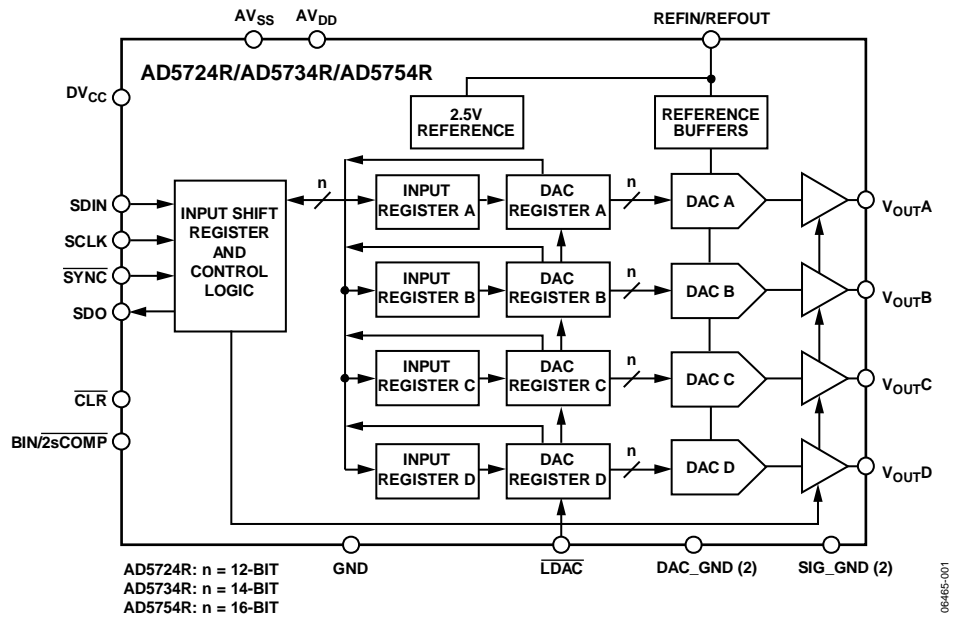 AVSS
AVDD
REFIN/REFOUT
AD5724R/AD5734R/AD5754R
DVCC
2.5V
REFERENCE
REFERENCE
BUFFERS
SDIN
SCLK
SYNC
SDO
INPUT SHIFT
REGISTER
AND
CONTROL
LOGIC
n
INPUT
REGISTER A
DAC
REGISTER A
n
DAC A
VOUTA
INPUT
REGISTER B
DAC
REGISTER B
n
DAC B
VOUTB
INPUT
REGISTER C
DAC
REGISTER C
n
DAC C
VOUTC
CLR
BIN/2sCOMP
INPUT
REGISTER D
DAC
REGISTER D
n
DAC D
VOUTD
GND
LDAC
DAC_GND (2)
SIG_GND (2)
AD5724R: n = 12-BIT
AD5734R: n = 14-BIT
AD5754R: n = 16-BIT
06465-001